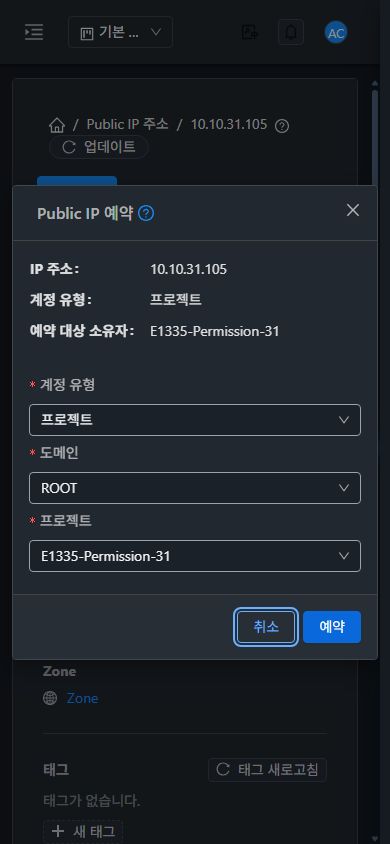 기본 ...
AC
/ Public IP 주소 / 10.10.31.105 ?
업데이트
Public IP 예약 ?
IP 주소: 10.10.31.105
계정 유형: 프로젝트
예약 대상 소유자: E1335-Permission-31
* 계정 유형
프로젝트
* 도메인
ROOT
* 프로젝트
E1335-Permission-31
취소 예약
Zone
Zone
태그 태그 새로고침
태그가 없습니다.
+ 새 태그